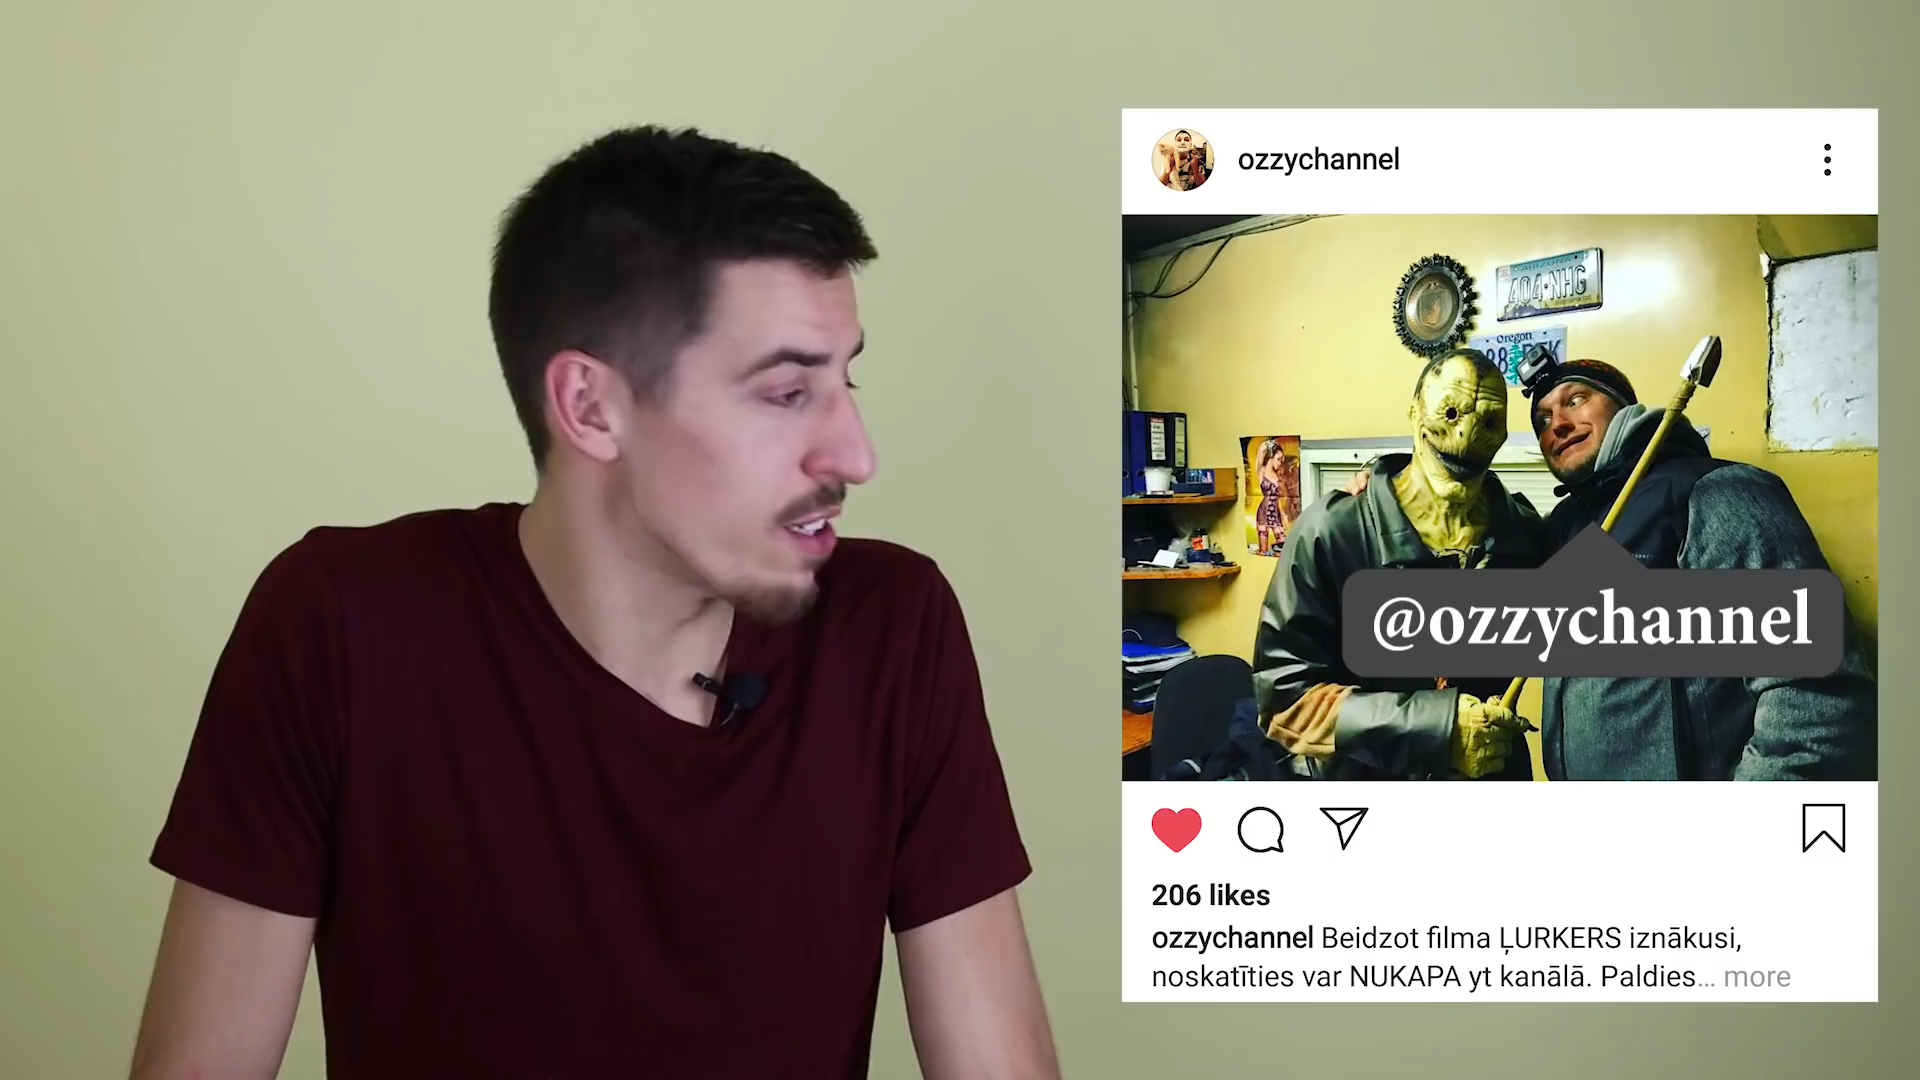 ozzychannel
ARIZONA
404-NHG
Oregon
@ozzychannel
206 likes
ozzychannel Beidzot filma ĻURKERS iznākusi,
noskatīties var NUKAPA yt kanālā. Paldies... more